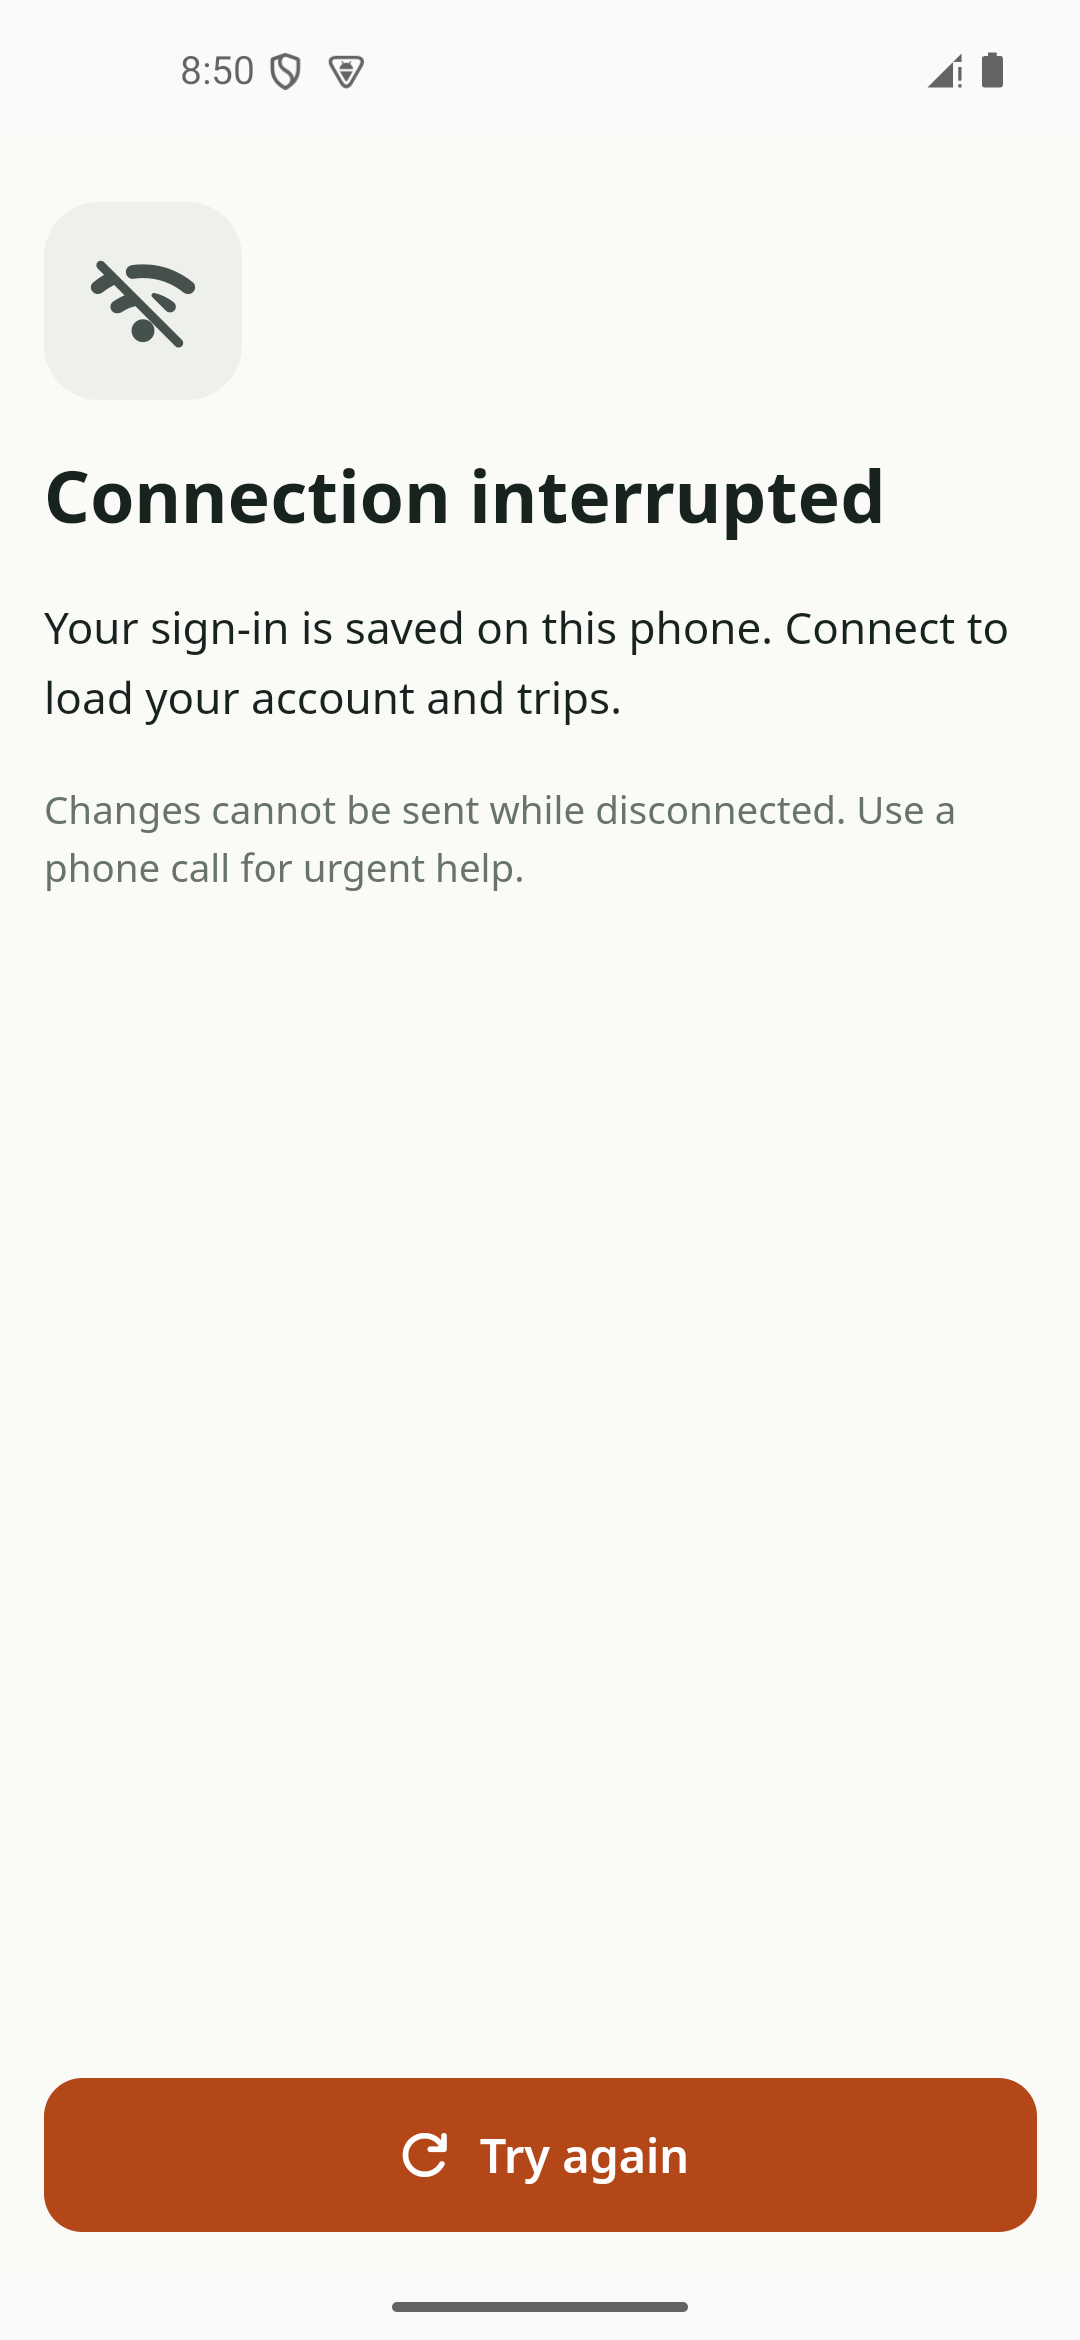 8:50
Connection interrupted
Your sign-in is saved on this phone. Connect to
load your account and trips.
Changes cannot be sent while disconnected. Use a
phone call for urgent help.
Try again